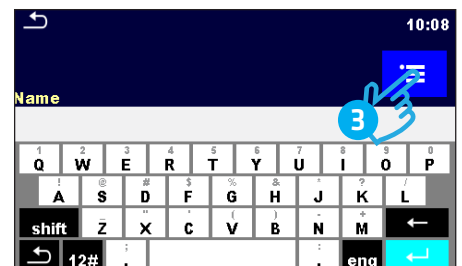 10:08
Name
3
1 2 3 4 5 6 7 8 9 0
Q W E R T Y U I O P
! @ # $ % & * ? /
A S D F G H J K L
_ " ' ( ) - +
shift Z X C V B N M ←
12# ; , : . eng